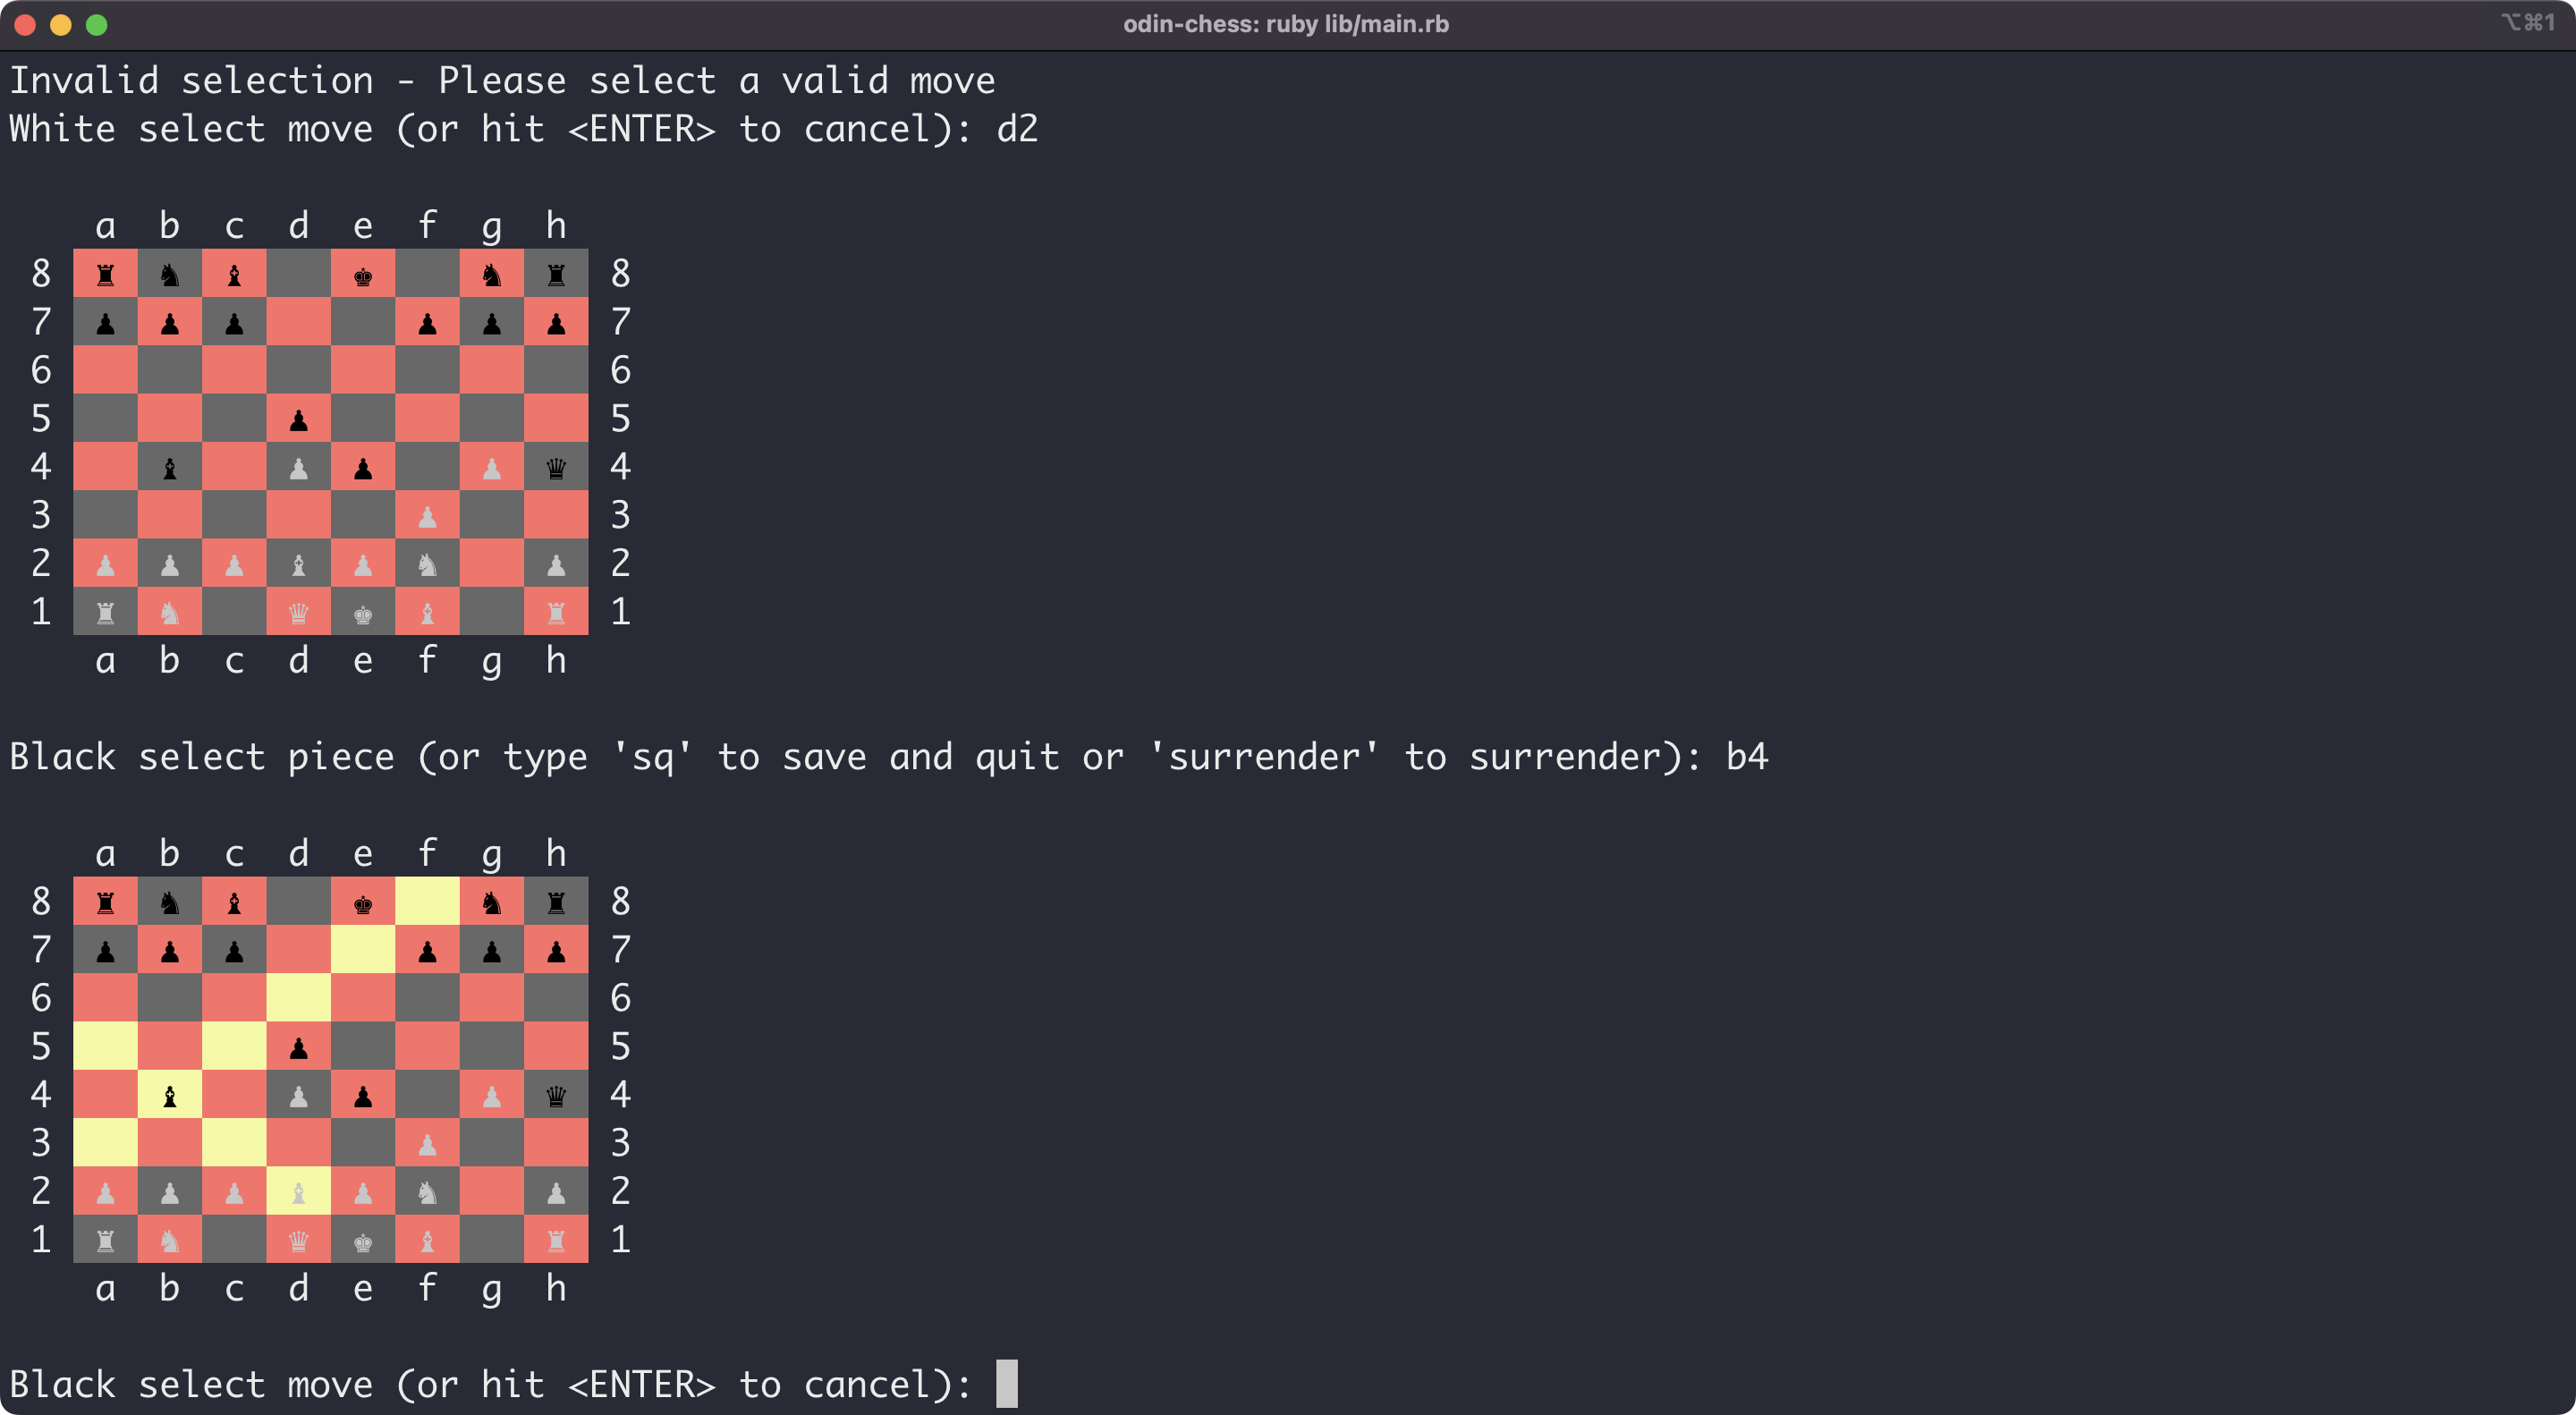 odin-chess: ruby lib/main.rb
⌥⌘1
Invalid selection - Please select a valid move
White select move (or hit <ENTER> to cancel): d2
a b c d e f g h
8 ♜ ♞ ♝ ♚ ♞ ♜ 8
7 ♟ ♟ ♟ ♟ ♟ ♟ 7
6 6
5 ♟ 5
4 ♝ ♟ ♟ ♟ ♛ 4
3 ♟ 3
2 ♟ ♟ ♟ ♝ ♟ ♞ ♟ 2
1 ♜ ♞ ♛ ♚ ♝ ♜ 1
a b c d e f g h
Black select piece (or type 'sq' to save and quit or 'surrender' to surrender): b4
a b c d e f g h
8 ♜ ♞ ♝ ♚ ♞ ♜ 8
7 ♟ ♟ ♟ ♟ ♟ ♟ 7
6 6
5 ♟ 5
4 ♝ ♟ ♟ ♟ ♛ 4
3 ♟ 3
2 ♟ ♟ ♟ ♝ ♟ ♞ ♟ 2
1 ♜ ♞ ♛ ♚ ♝ ♜ 1
a b c d e f g h
Black select move (or hit <ENTER> to cancel):